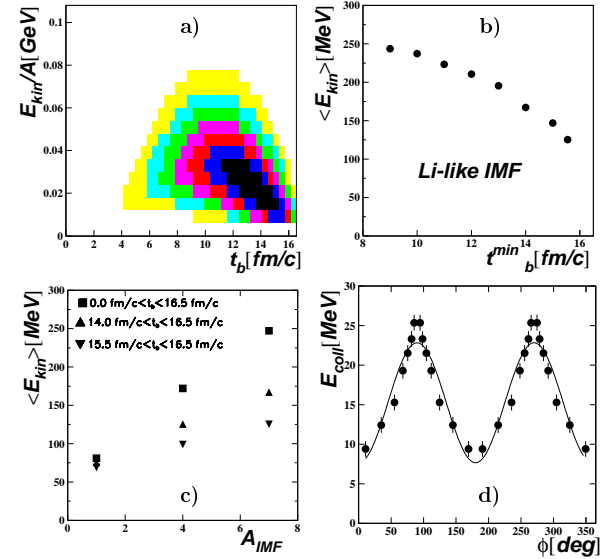 a)
E_kin/A[GeV]
0.1
0.08
0.06
0.04
0.02
0
0 2 4 6 8 10 12 14 16
t_b[fm/c]
b)
<E_kin>[MeV]
300
250
200
150
100
50
0
Li-like IMF
8 10 12 14 16
t^min_b[fm/c]
<E_kin>[MeV]
300
250
200
150
100
50
0
0.0 fm/c<t_b<16.5 fm/c
14.0 fm/c<t_b<16.5 fm/c
15.5 fm/c<t_b<16.5 fm/c
c)
0 2 4 6 8
A_IMF
E_coll[MeV]
30
25
20
15
10
5
0
d)
0 50 100 150 200 250 300 350
ϕ[deg]